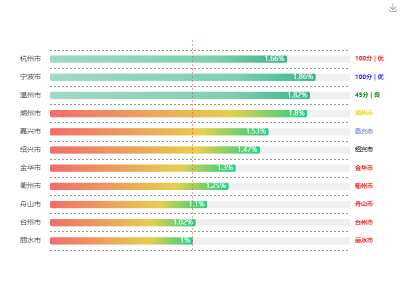 杭州市 1.66% 100分 | 优
宁波市 1.86% 100分 | 优
温州市 1.82% 45分 | 良
湖州市 1.8% 湖州市
嘉兴市 1.53% 嘉兴市
绍兴市 1.47% 绍兴市
金华市 1.3% 金华市
衢州市 1.25% 衢州市
舟山市 1.1% 舟山市
台州市 1.02% 台州市
丽水市 1% 丽水市